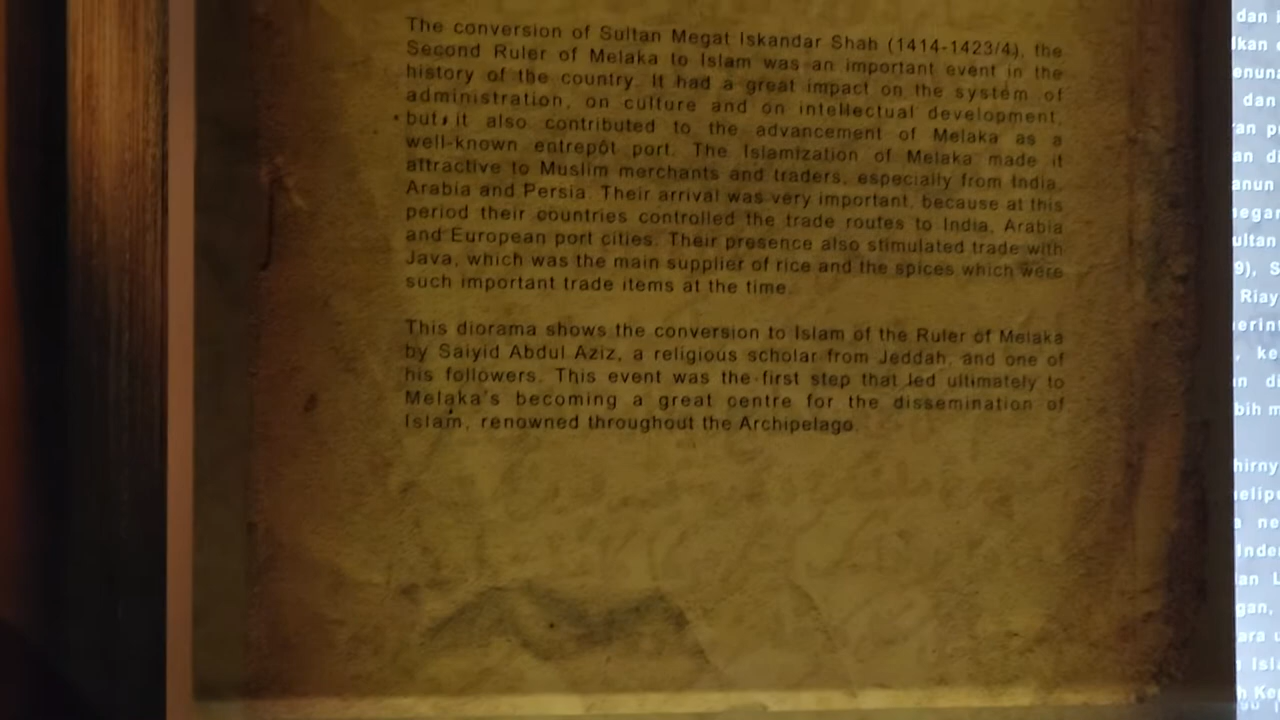 The conversion of Sultan Megat Iskandar Shah (1414-1423/4), the
Second Ruler of Melaka to Islam was an important event in the
history of the country. It had a great impact on the system of
administration, on culture and on intellectual development,
but it also contributed to the advancement of Melaka as a
well-known entrepôt port. The Islamization of Melaka made it
attractive to Muslim merchants and traders, especially from India,
Arabia and Persia. Their arrival was very important, because at this
period their countries controlled the trade routes to India, Arabia
and European port cities. Their presence also stimulated trade with
Java, which was the main supplier of rice and the spices which were
such important trade items at the time.
This diorama shows the conversion to Islam of the Ruler of Melaka
by Saiyid Abdul Aziz, a religious scholar from Jeddah, and one of
his followers. This event was the first step that led ultimately to
Melaka's becoming a great centre for the dissemination of
Islam, renowned throughout the Archipelago.
dan
dan